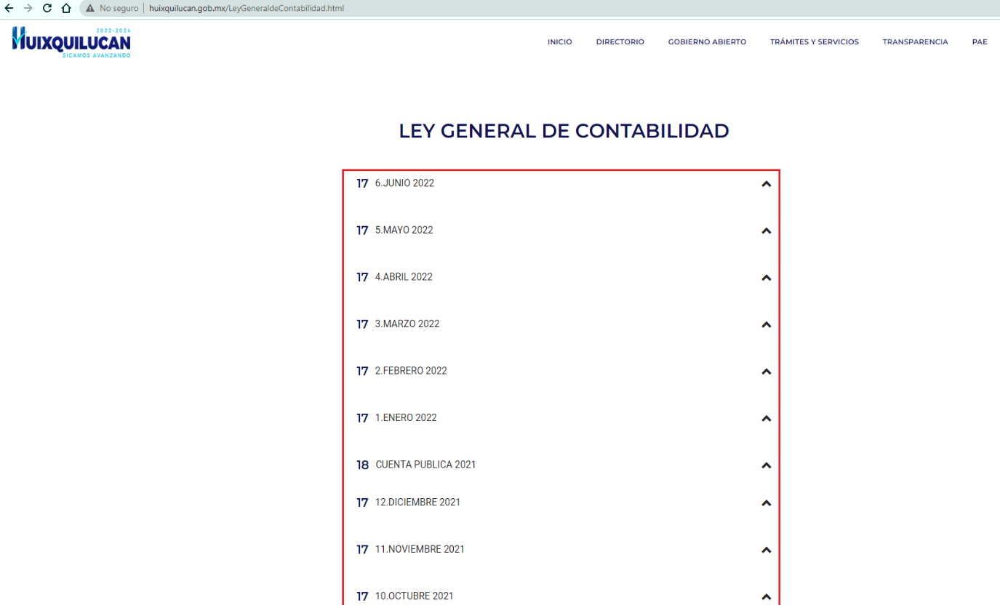 No seguro | huixquilucan.gob.mx/LeyGeneraldeContabilidad.html
2022-2024
HUIXQUILUCAN
SIGAMOS AVANZANDO
INICIO DIRECTORIO GOBIERNO ABIERTO TRÁMITES Y SERVICIOS TRANSPARENCIA PAE
LEY GENERAL DE CONTABILIDAD
17 6.JUNIO 2022
17 5.MAYO 2022
17 4.ABRIL 2022
17 3.MARZO 2022
17 2.FEBRERO 2022
17 1.ENERO 2022
18 CUENTA PUBLICA 2021
17 12.DICIEMBRE 2021
17 11.NOVIEMBRE 2021
17 10.OCTUBRE 2021